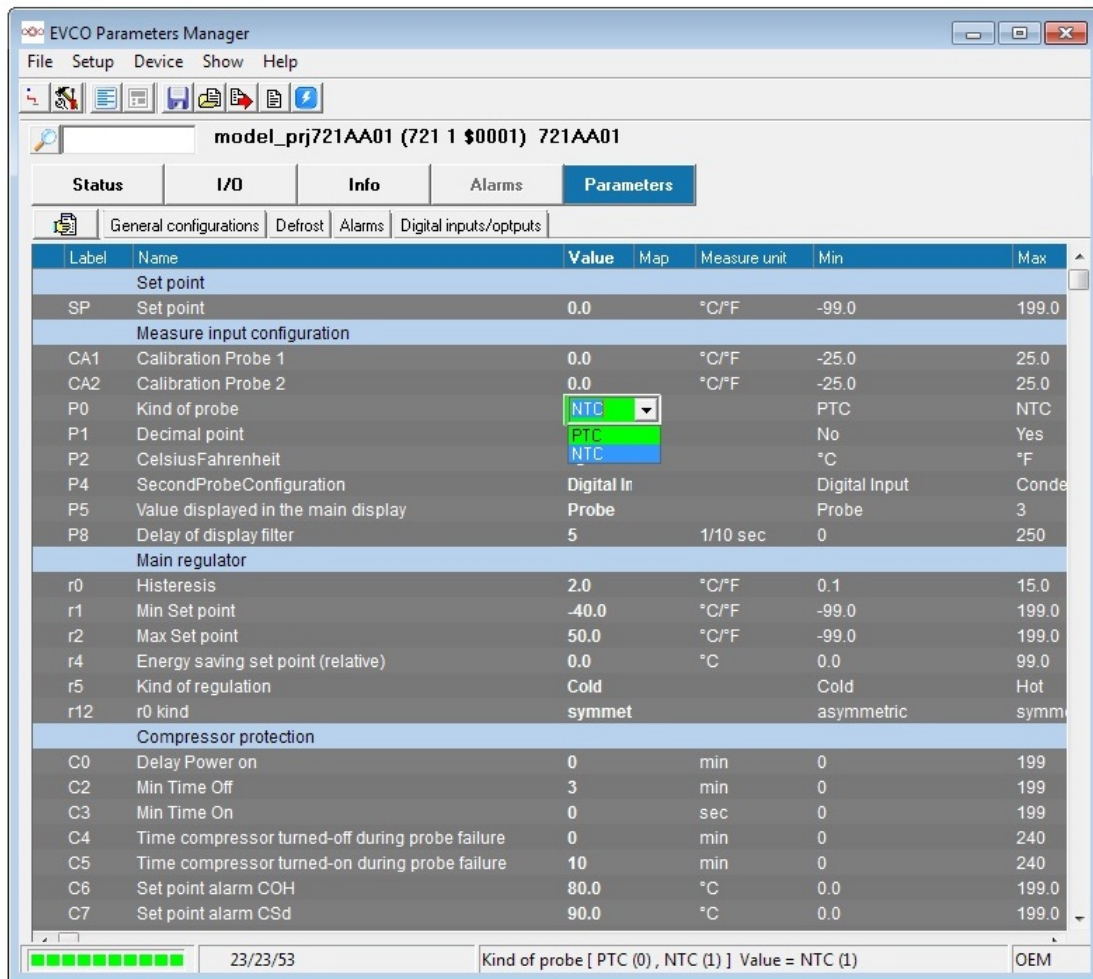 EVCO Parameters Manager
File Setup Device Show Help
model_prj721AA01 (721 1 $0001) 721AA01
Status I/O Info Alarms Parameters
General configurations Defrost Alarms Digital inputs/optputs
Label Name Value Map Measure unit Min Max
Set point
SP Set point 0.0 °C/°F -99.0 199.0
Measure input configuration
CA1 Calibration Probe 1 0.0 °C/°F -25.0 25.0
CA2 Calibration Probe 2 0.0 °C/°F -25.0 25.0
P0 Kind of probe NTC PTC NTC
P1 Decimal point PTC No Yes
P2 CelsiusFahrenheit NTC °C °F
P4 SecondProbeConfiguration Digital In Digital Input Conde
P5 Value displayed in the main display Probe Probe 3
P8 Delay of display filter 5 1/10 sec 0 250
Main regulator
r0 Histeresis 2.0 °C/°F 0.1 15.0
r1 Min Set point -40.0 °C/°F -99.0 199.0
r2 Max Set point 50.0 °C/°F -99.0 199.0
r4 Energy saving set point (relative) 0.0 °C 0.0 99.0
r5 Kind of regulation Cold Cold Hot
r12 r0 kind symmet asymmetric symm
Compressor protection
C0 Delay Power on 0 min 0 199
C2 Min Time Off 3 min 0 199
C3 Min Time On 0 sec 0 199
C4 Time compressor turned-off during probe failure 0 min 0 240
C5 Time compressor turned-on during probe failure 10 min 0 240
C6 Set point alarm COH 80.0 °C 0.0 199.0
C7 Set point alarm CSd 90.0 °C 0.0 199.0
23/23/53 Kind of probe [ PTC (0) , NTC (1) ] Value = NTC (1) OEM